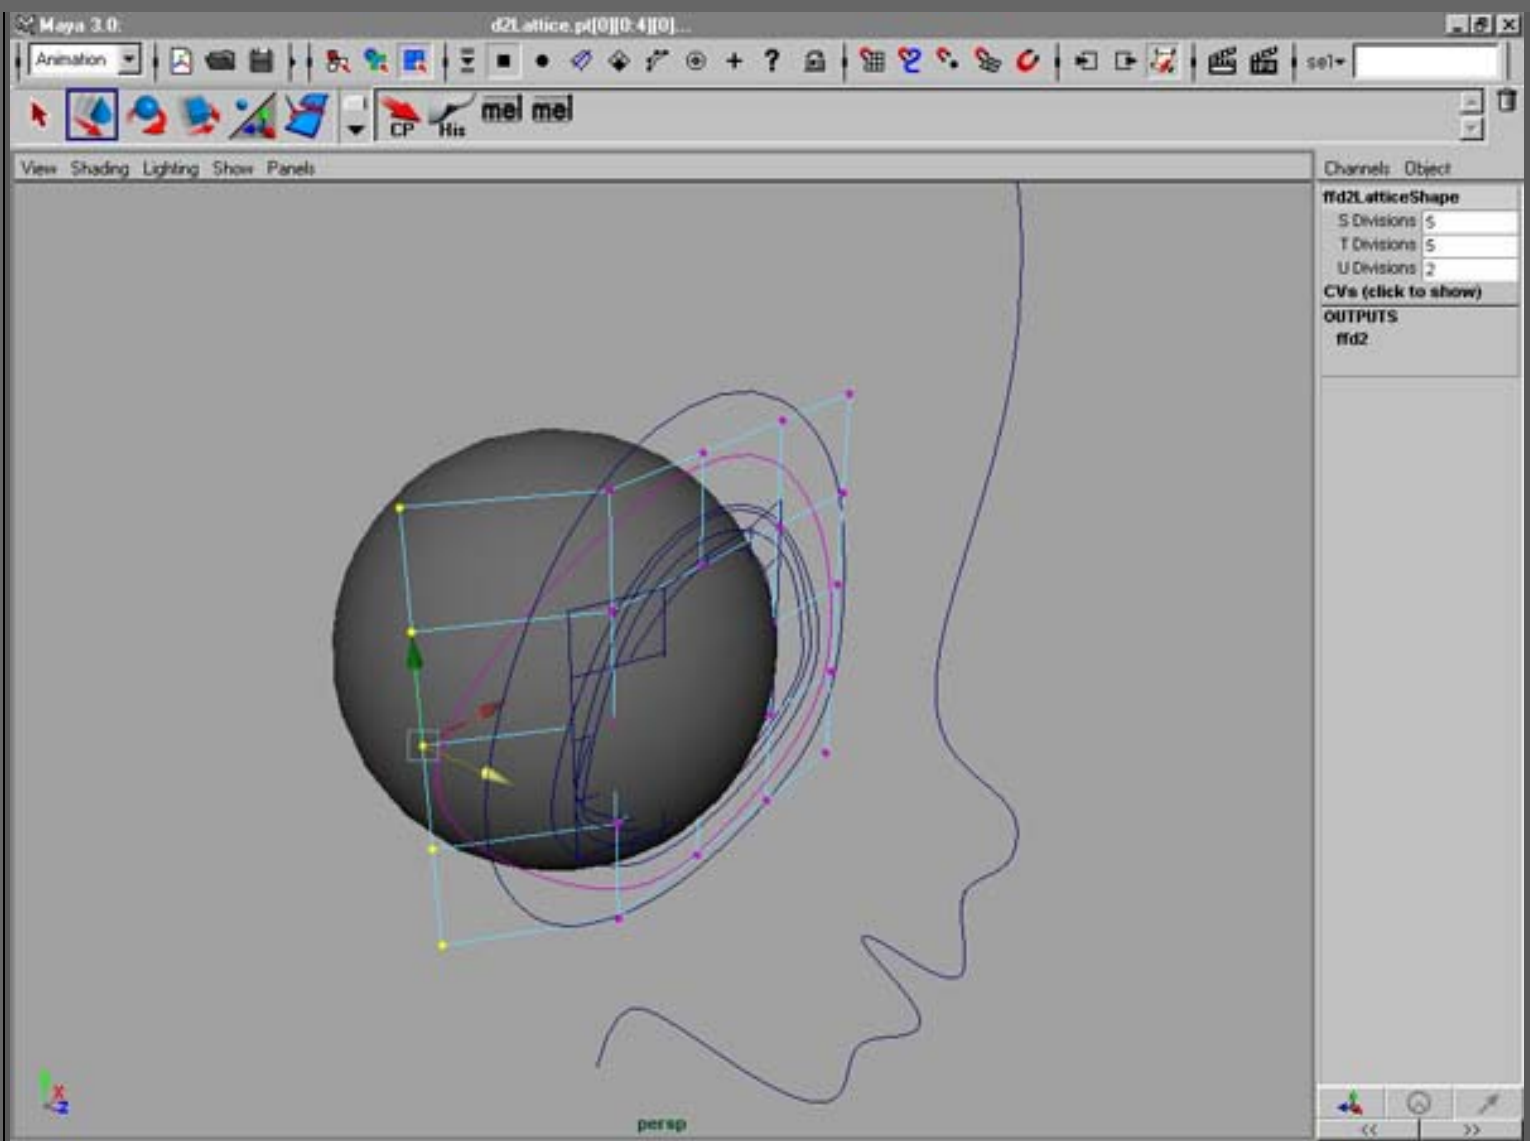 Maya 3.0: d2Lattice.pt[0][0:4][0]...
Animation
sel
CP His mel mel
View Shading Lighting Show Panels
Channels Object
ffd2LatticeShape
S Divisions 5
T Divisions 5
U Divisions 2
CVs (click to show)
OUTPUTS
ffd2
X
Z
persp
<< >>